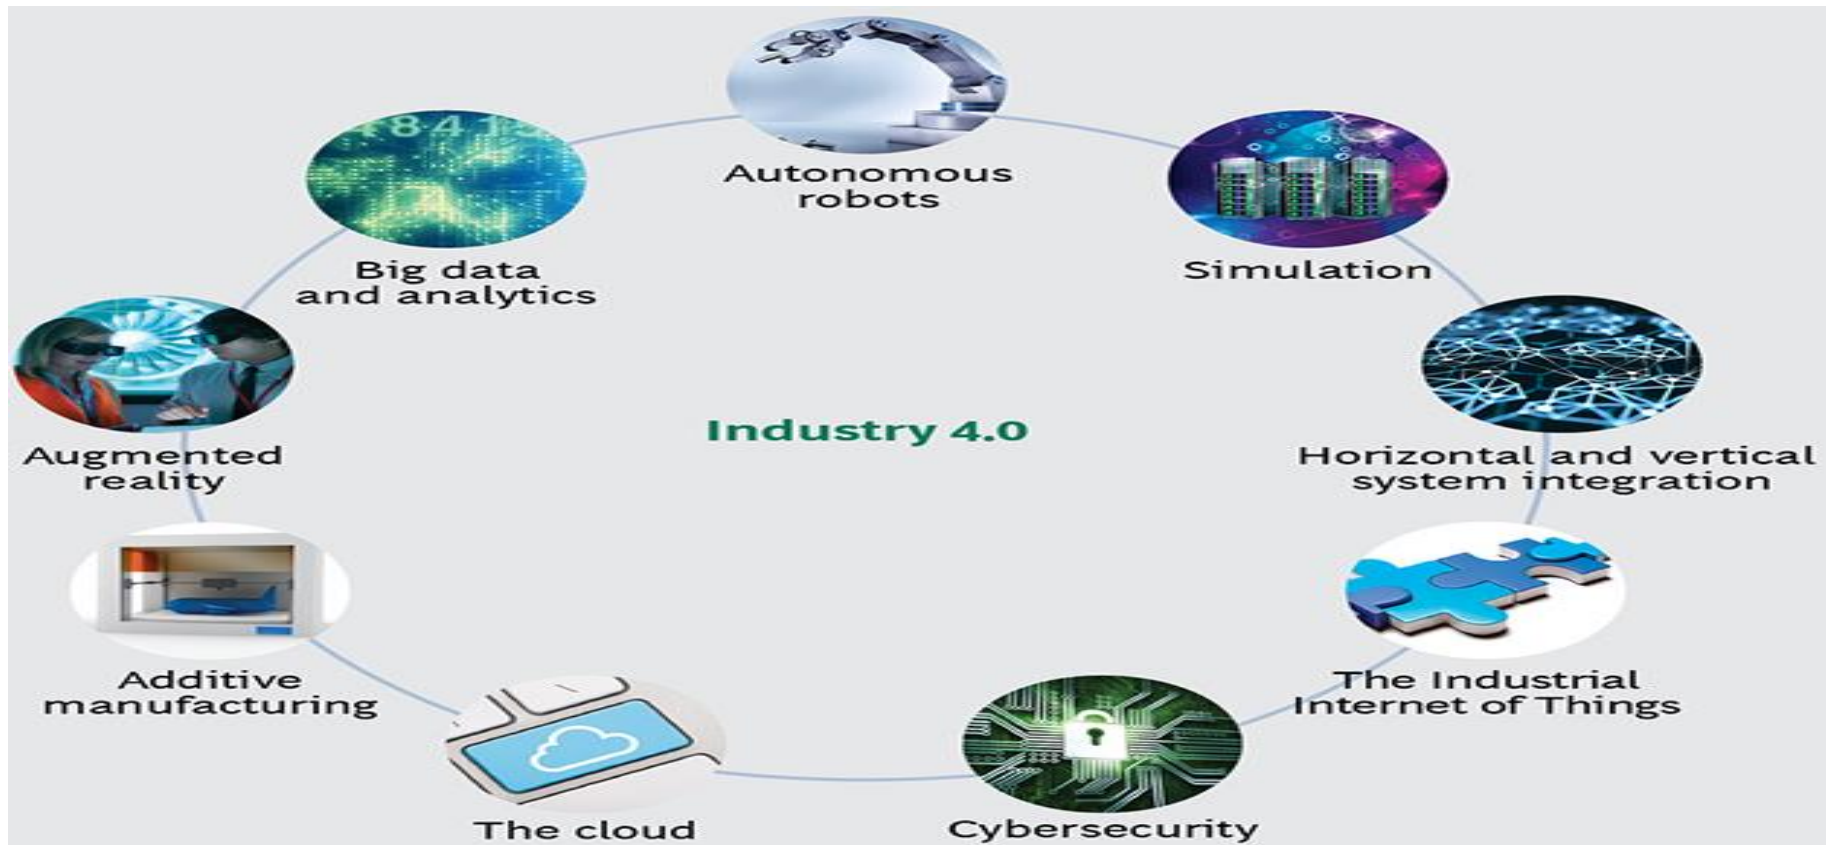 Autonomous
robots
Simulation
Horizontal and vertical
system integration
The Industrial
Internet of Things
Cybersecurity
The cloud
Additive
manufacturing
Augmented
reality
Big data
and analytics
Industry 4.0